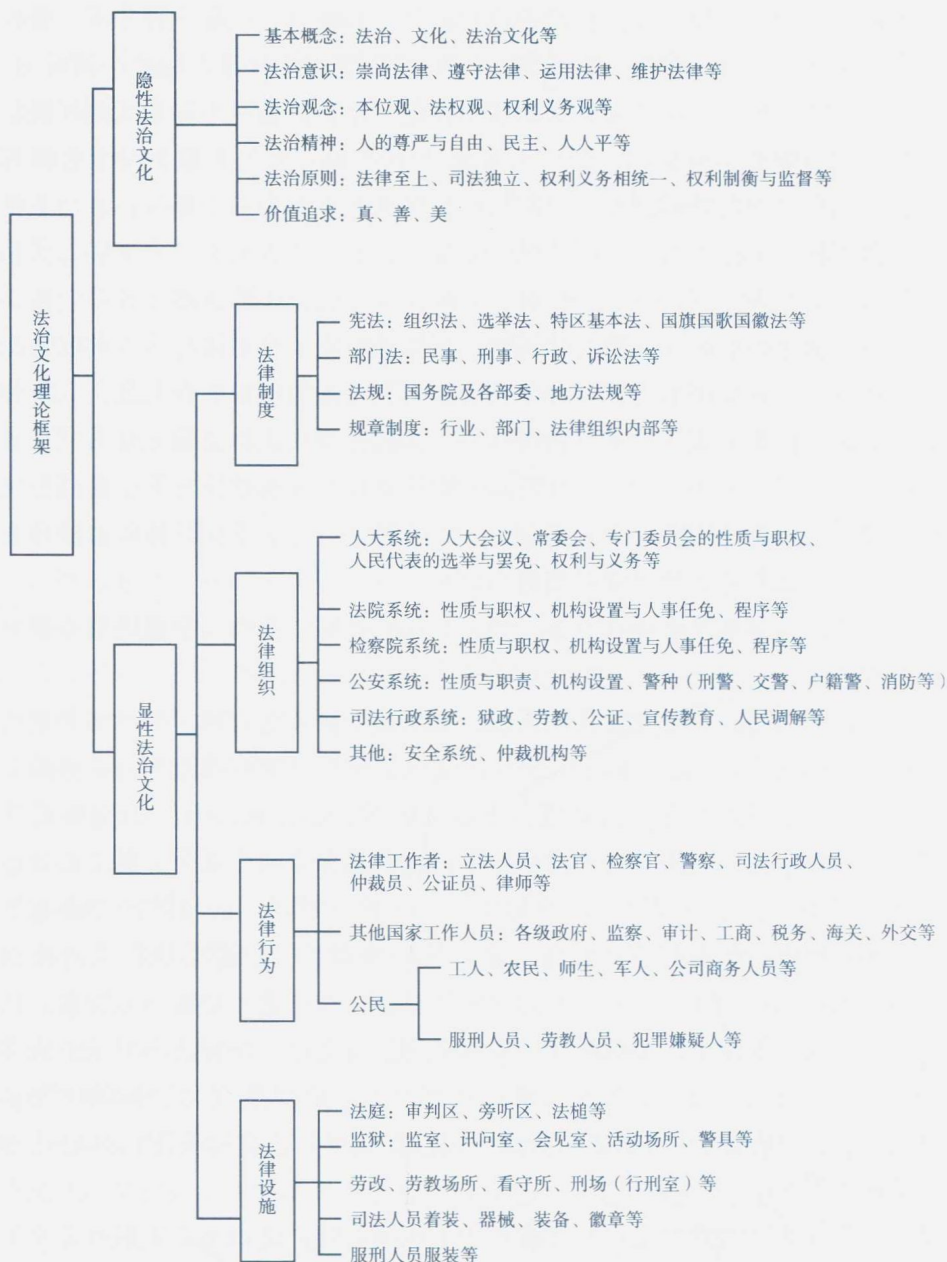 法治文化理论框架
隐性法治文化
基本概念：法治、文化、法治文化等
法治意识：崇尚法律、遵守法律、运用法律、维护法律等
法治观念：本位观、法权观、权利义务观等
法治精神：人的尊严与自由、民主、人人平等
法治原则：法律至上、司法独立、权利义务相统一、权利制衡与监督等
价值追求：真、善、美
显性法治文化
法律制度
宪法：组织法、选举法、特区基本法、国旗国歌国徽法等
部门法：民事、刑事、行政、诉讼法等
法规：国务院及各部委、地方法规等
规章制度：行业、部门、法律组织内部等
法律组织
人大系统：人大会议、常委会、专门委员会的性质与职权、
人民代表的选举与罢免、权利与义务等
法院系统：性质与职权、机构设置与人事任免、程序等
检察院系统：性质与职权、机构设置与人事任免、程序等
公安系统：性质与职责、机构设置、警种（刑警、交警、户籍警、消防等）
司法行政系统：狱政、劳教、公证、宣传教育、人民调解等
其他：安全系统、仲裁机构等
法律行为
法律工作者：立法人员、法官、检察官、警察、司法行政人员、
仲裁员、公证员、律师等
其他国家工作人员：各级政府、监察、审计、工商、税务、海关、外交等
公民
工人、农民、师生、军人、公司商务人员等
服刑人员、劳教人员、犯罪嫌疑人等
法律设施
法庭：审判区、旁听区、法槌等
监狱：监室、讯问室、会见室、活动场所、警具等
劳改、劳教场所、看守所、刑场（行刑室）等
司法人员着装、器械、装备、徽章等
服刑人员服装等